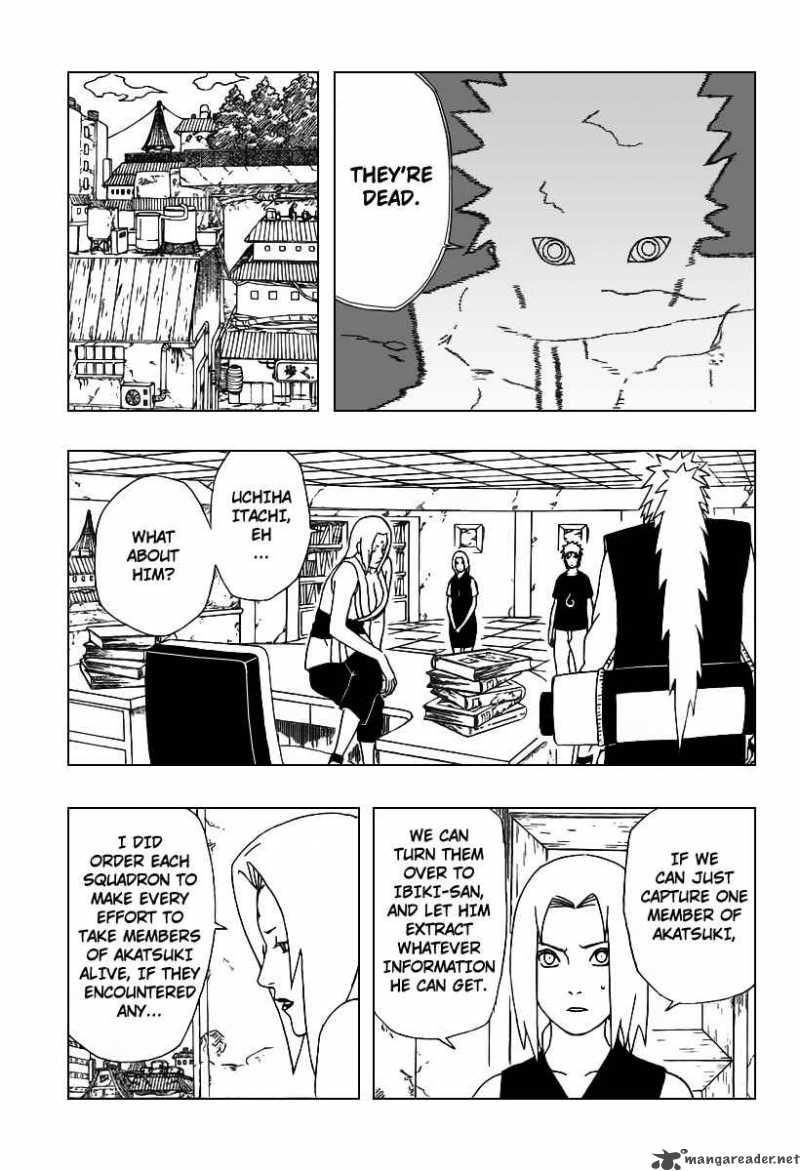 THEY'RE
DEAD.
歩く
UCHIHA
ITACHI,
EH
...
WHAT
ABOUT
HIM?
IF WE
CAN JUST
CAPTURE ONE
MEMBER OF
AKATSUKI,
WE CAN
TURN THEM
OVER TO
IBIKI-SAN,
AND LET HIM
EXTRACT
WHATEVER
INFORMATION
HE CAN GET.
I DID
ORDER EACH
SQUADRON TO
MAKE EVERY
EFFORT TO
TAKE MEMBERS
OF AKATSUKI
ALIVE, IF THEY
ENCOUNTERED
ANY...
mangareader.net